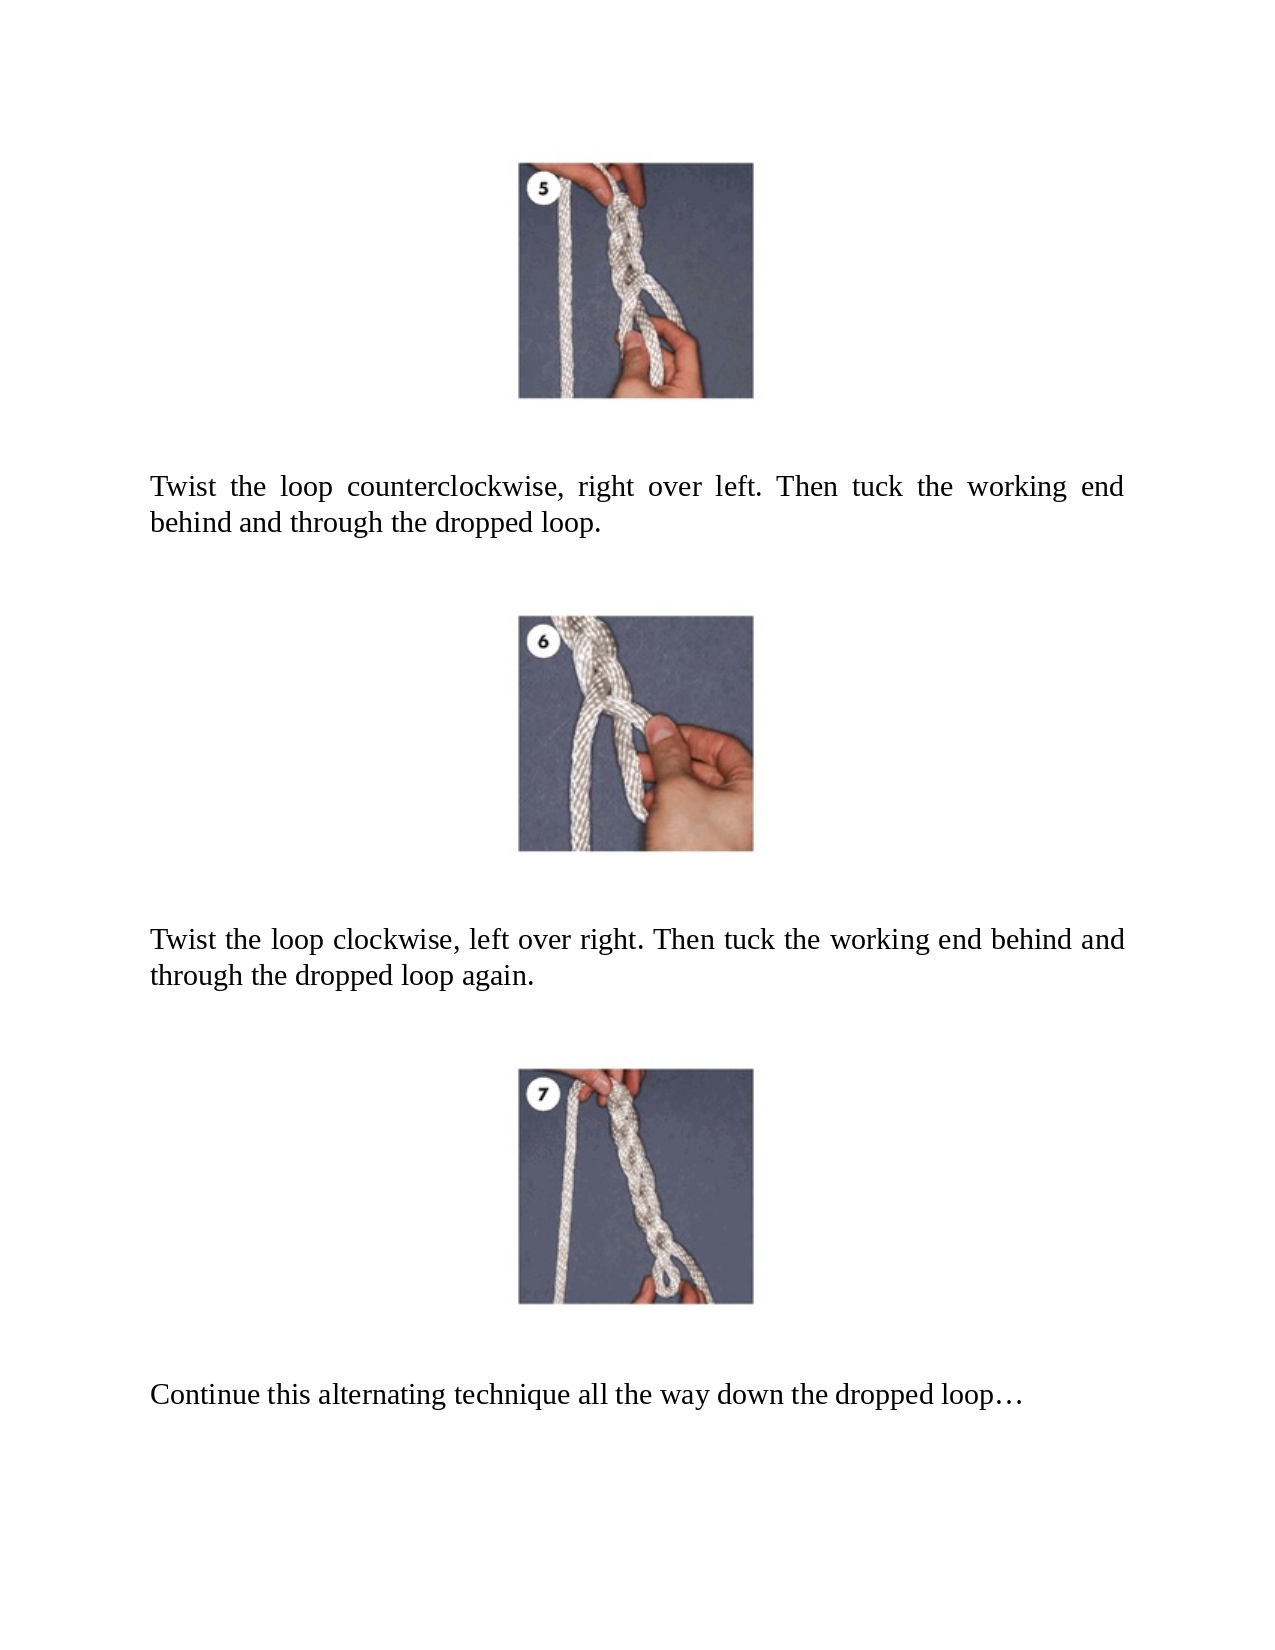 5
Twist the loop counterclockwise, right over left. Then tuck the working end
behind and through the dropped loop.
6
Twist the loop clockwise, left over right. Then tuck the working end behind and
through the dropped loop again.
7
Continue this alternating technique all the way down the dropped loop…